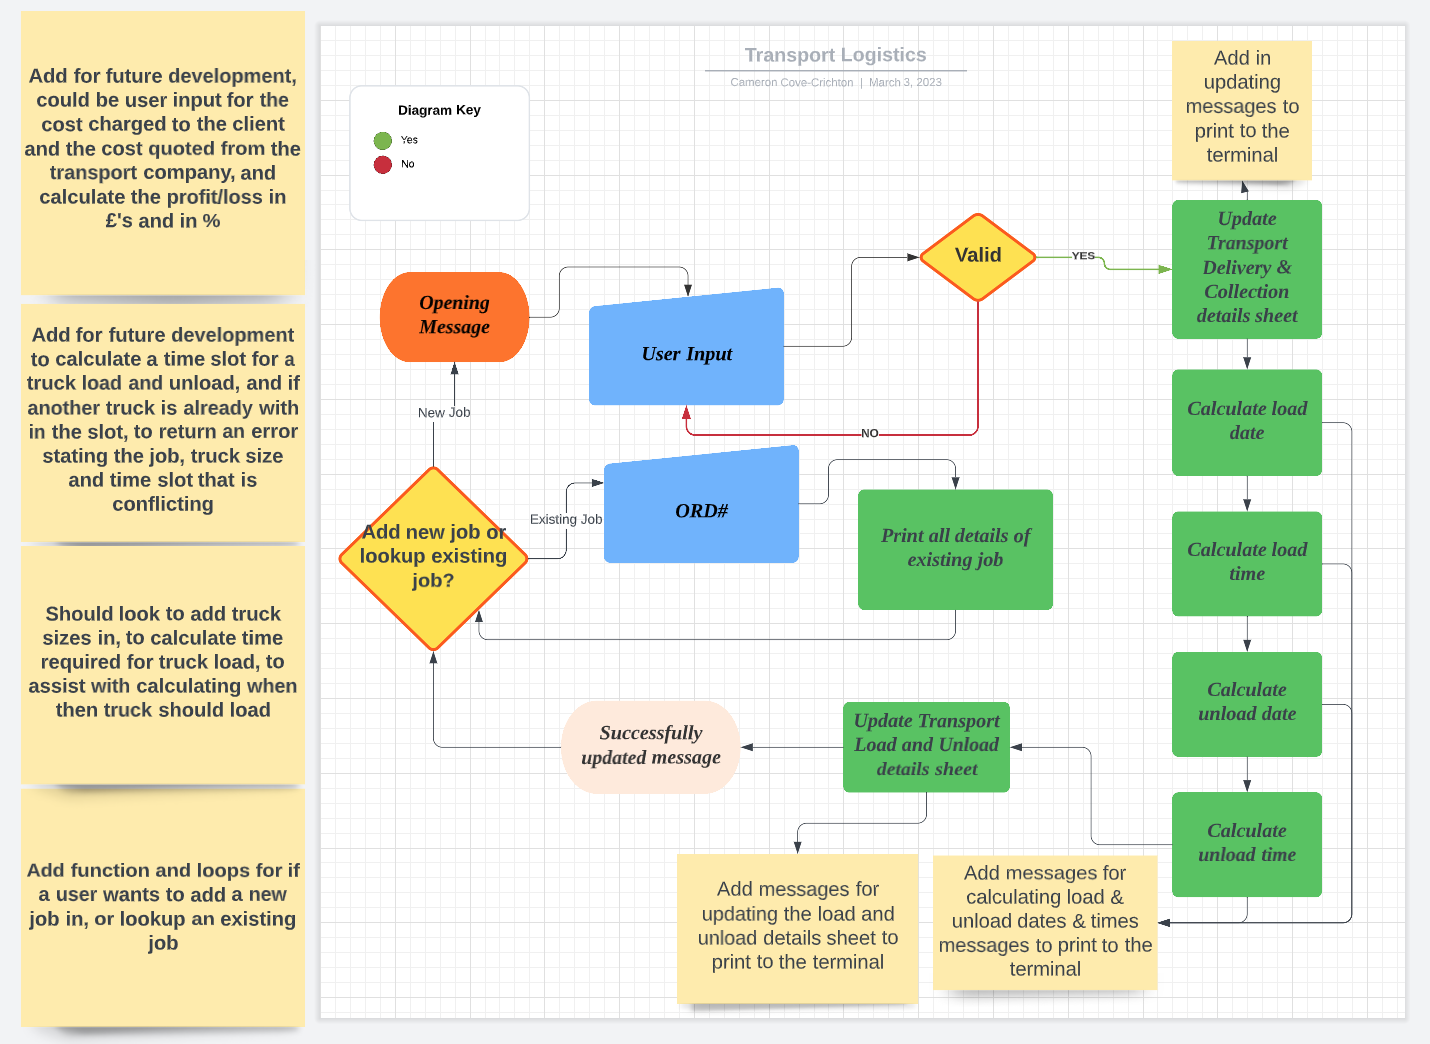 Add for future development,
could be user input for the
cost charged to the client
and the cost quoted from the
transport company, and
calculate the profit/loss in
£'s and in %
Add for future development
to calculate a time slot for a
truck load and unload, and if
another truck is already with
in the slot, to return an error
stating the job, truck size
and time slot that is
conflicting
Should look to add truck
sizes in, to calculate time
required for truck load, to
assist with calculating when
then truck should load
Add function and loops for if
a user wants to add a new
job in, or lookup an existing
job
Transport Logistics
Cameron Cove-Crichton | March 3, 2023
Diagram Key
Yes
No
Opening
Message
User Input
Valid
YES
NO
New Job
Add new job or
lookup existing
job?
Existing Job
ORD#
Print all details of
existing job
Add in
updating
messages to
print to the
terminal
Update
Transport
Delivery &
Collection
details sheet
Calculate load
date
Calculate load
time
Calculate
unload date
Calculate
unload time
Update Transport
Load and Unload
details sheet
Successfully
updated message
Add messages for
updating the load and
unload details sheet to
print to the terminal
Add messages for
calculating load &
unload dates & times
messages to print to the
terminal